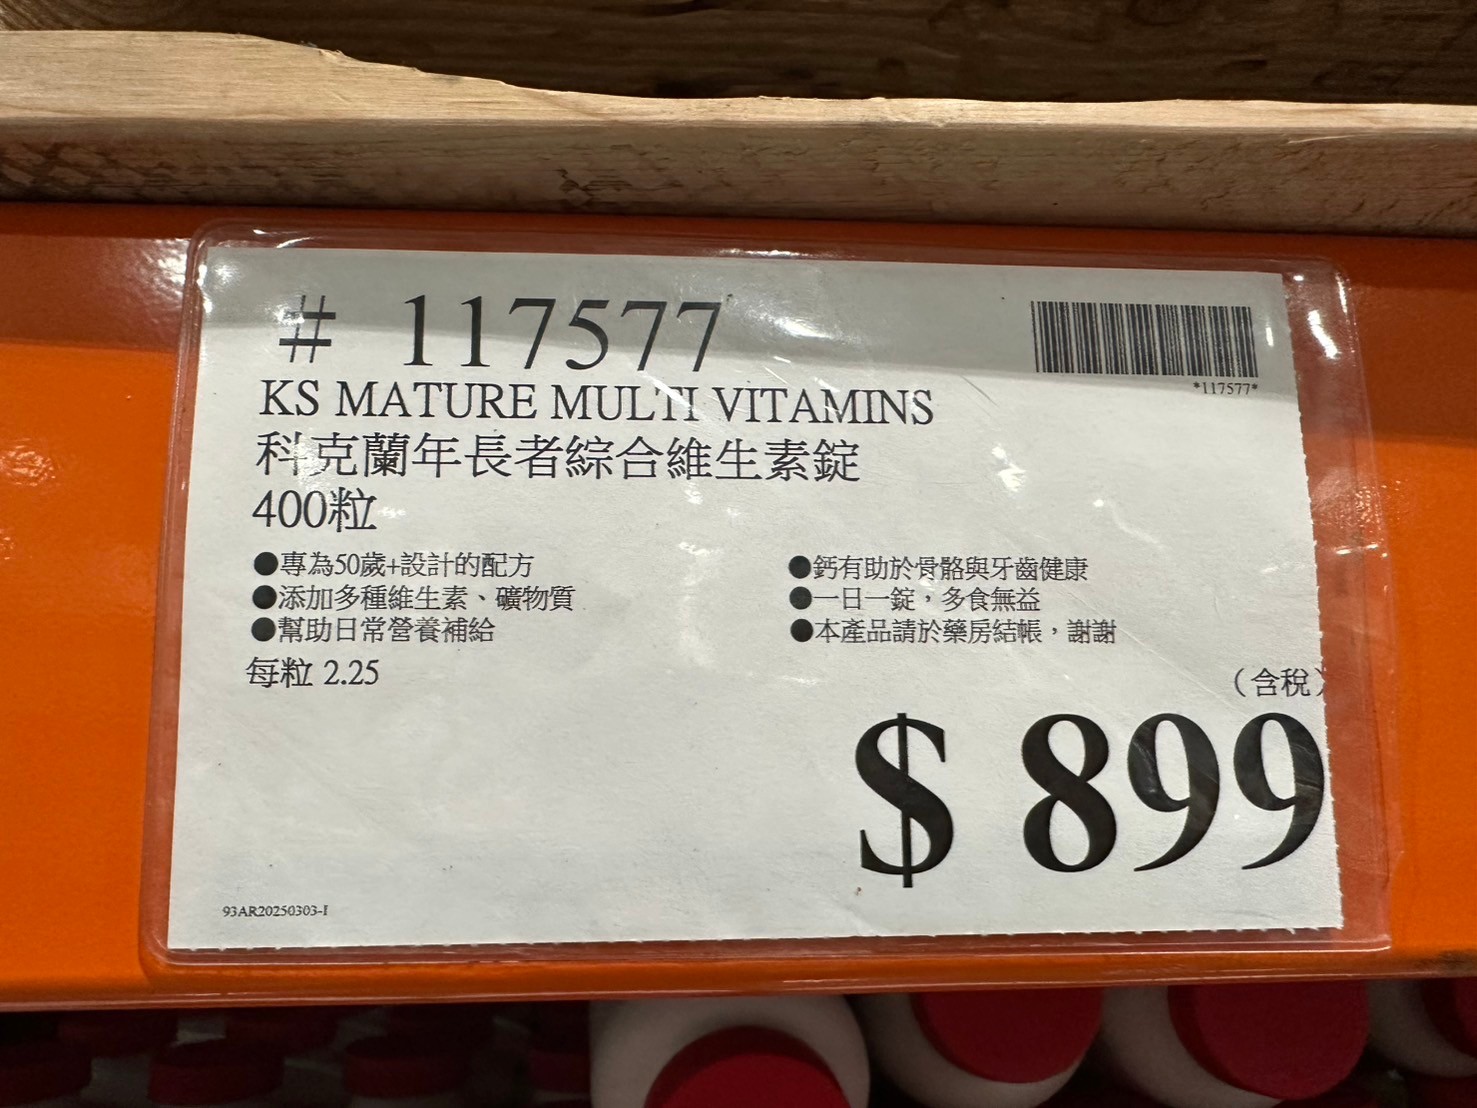 # 117577
*117577*
KS MATURE MULTI VITAMINS
科克蘭年長者綜合維生素錠
400粒
●專為50歲+設計的配方
●添加多種維生素、礦物質
●幫助日常營養補給
●鈣有助於骨骼與牙齒健康
●一日一錠，多食無益
●本產品請於藥房結帳，謝謝
每粒 2.25
（含稅）
$ 899
93AR20250303-I